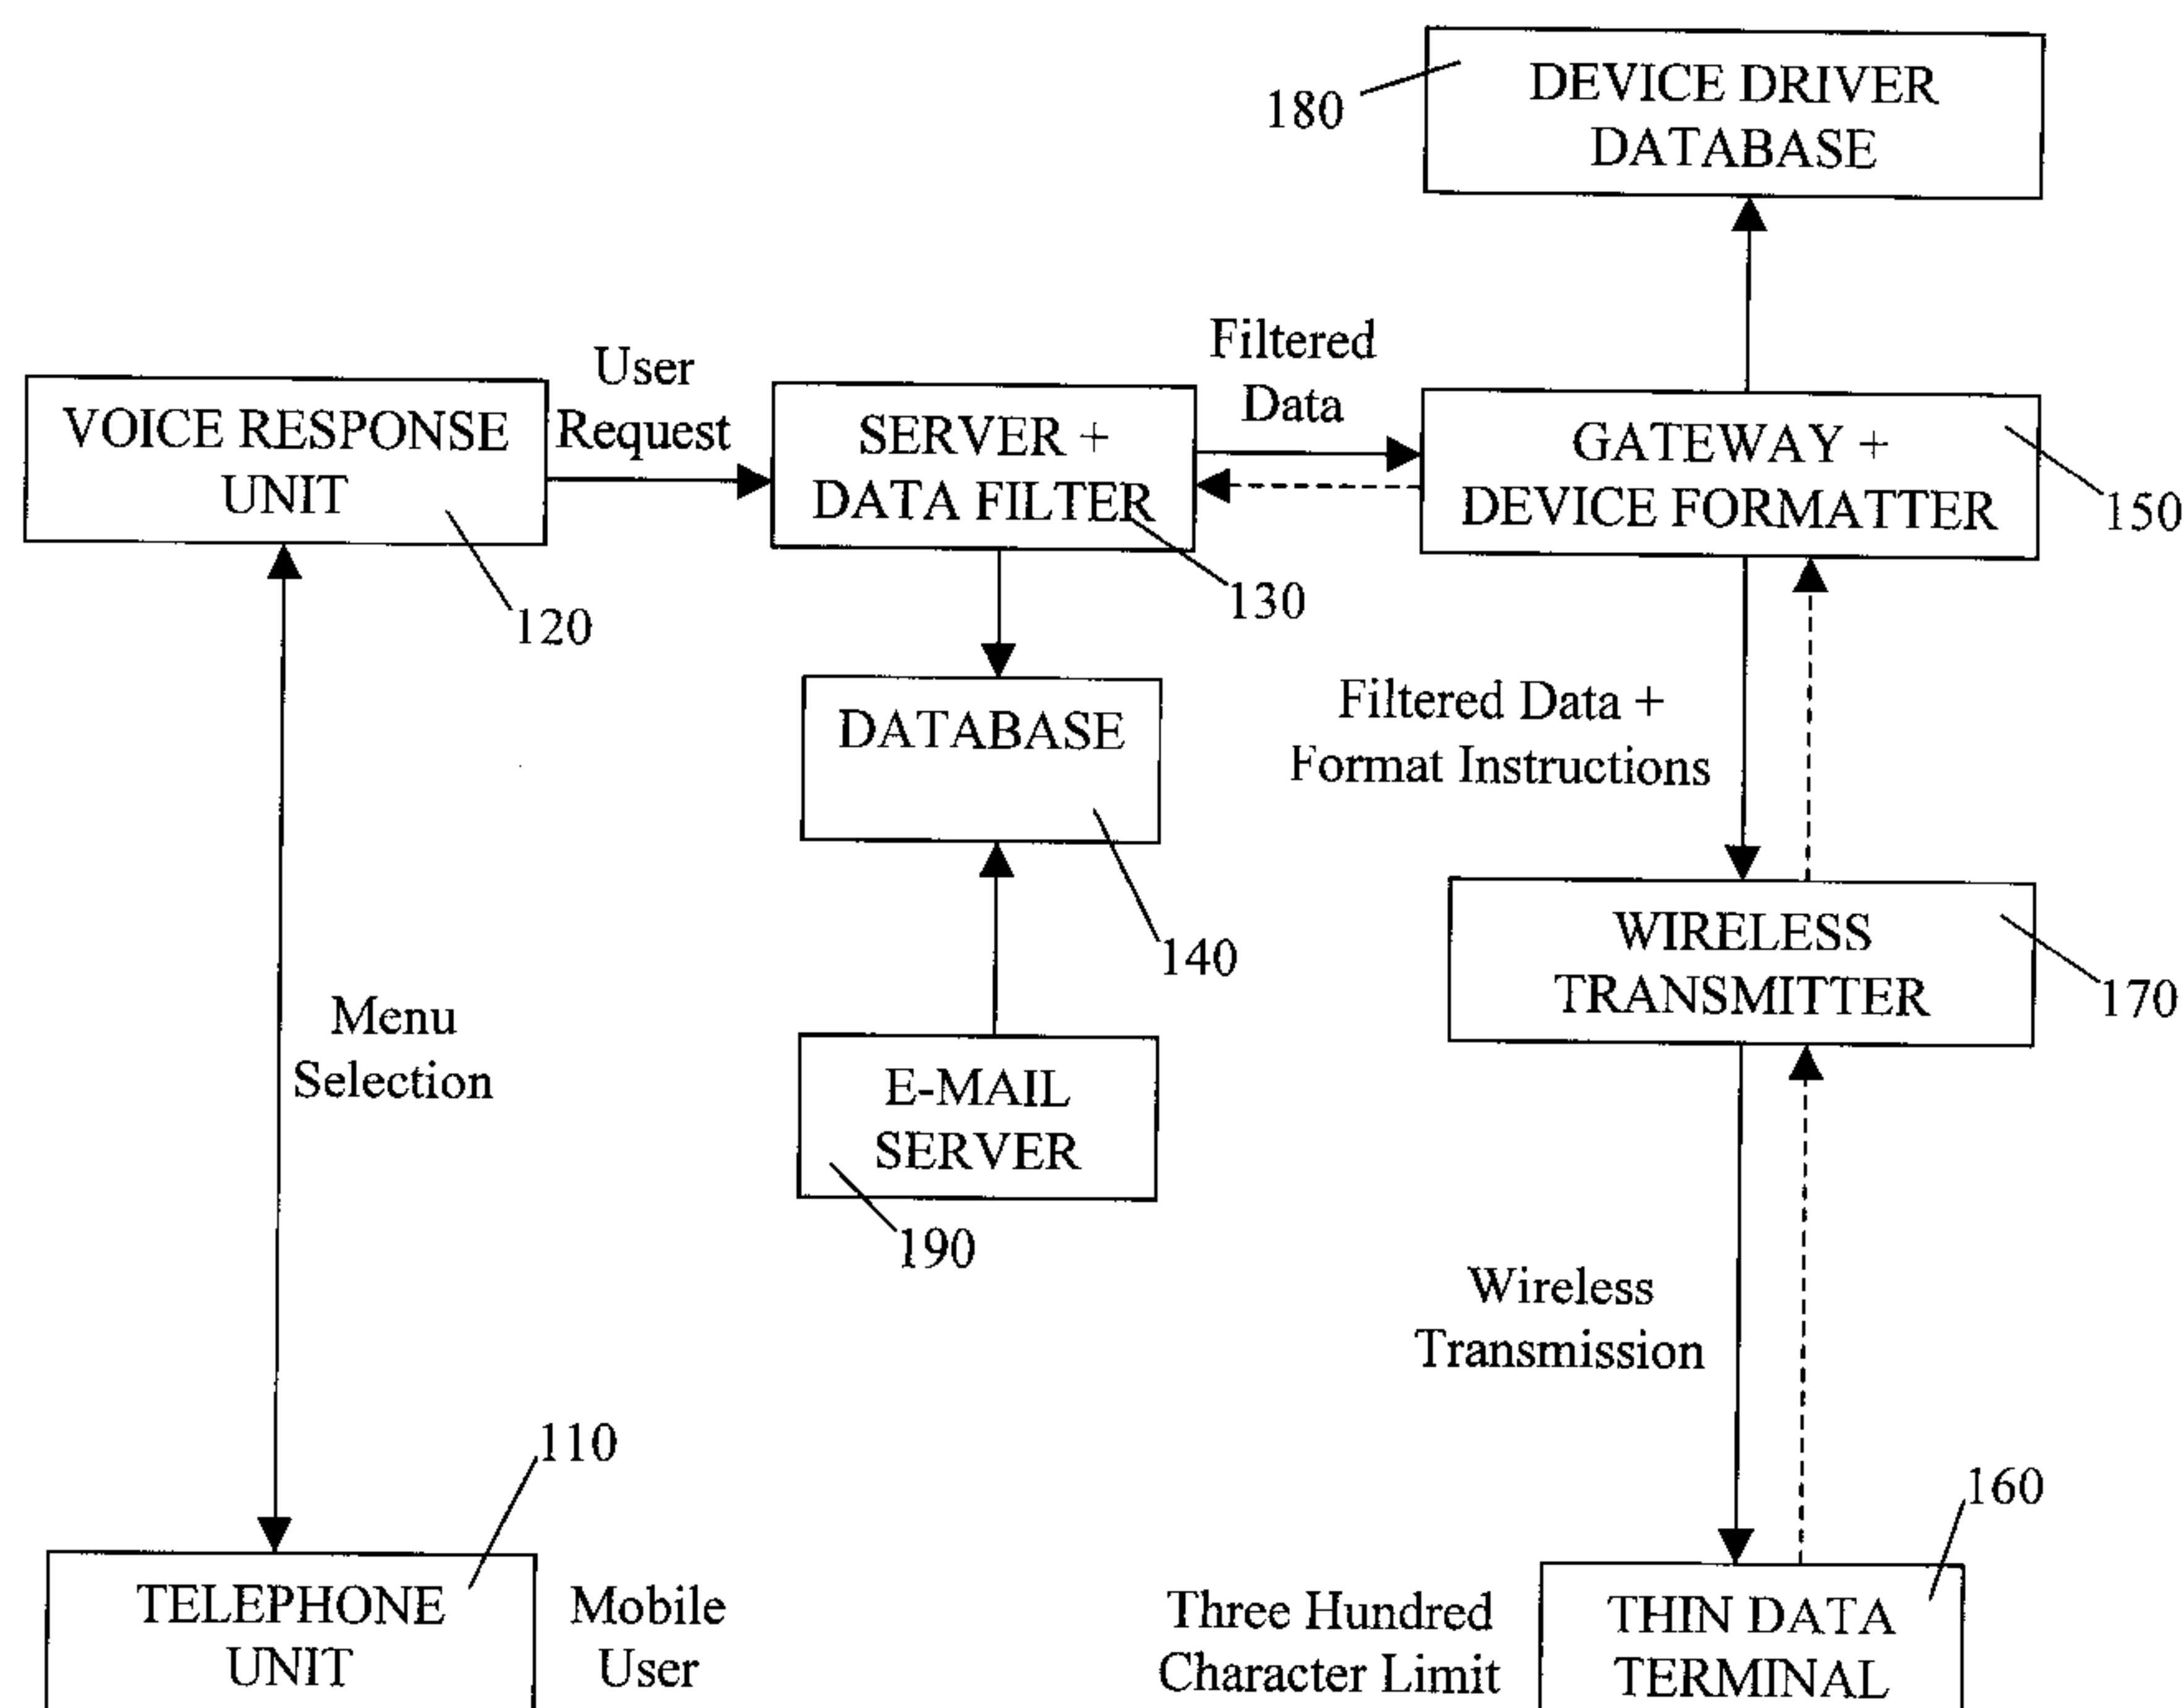 DEVICE DRIVER
DATABASE
180
VOICE RESPONSE
UNIT
120
User
Request
SERVER +
DATA FILTER
130
Filtered
Data
GATEWAY +
DEVICE FORMATTER
150
DATABASE
140
Filtered Data +
Format Instructions
WIRELESS
TRANSMITTER
170
Menu
Selection
E-MAIL
SERVER
190
Wireless
Transmission
110
TELEPHONE
UNIT
Mobile
User
Three Hundred
Character Limit
160
THIN DATA
TERMINAL